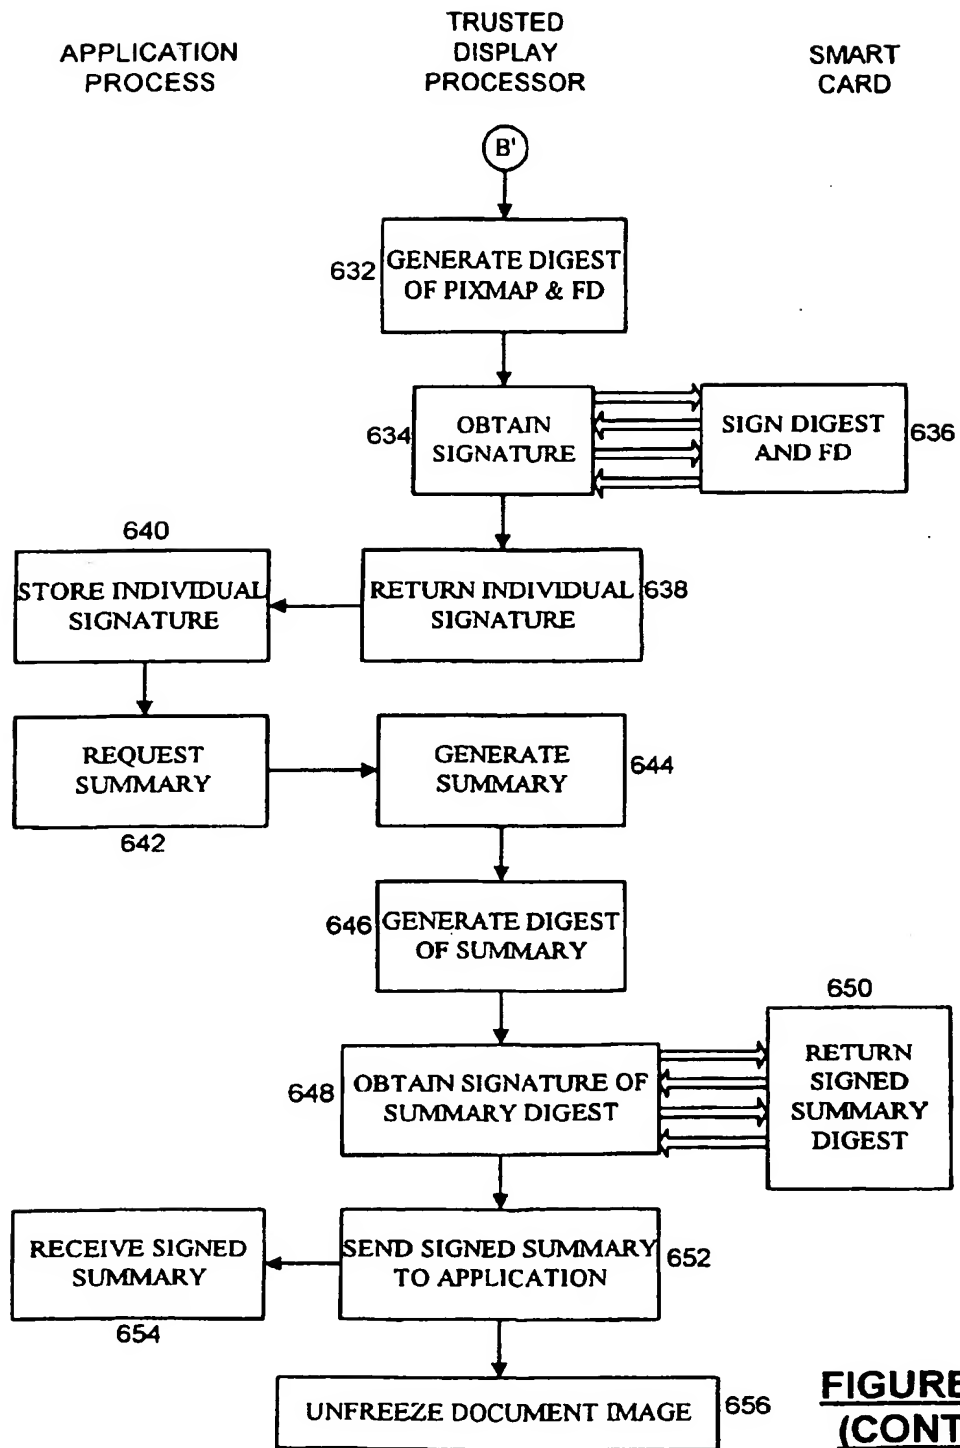 APPLICATION
PROCESS
TRUSTED
DISPLAY
PROCESSOR
SMART
CARD
B'
632
GENERATE DIGEST
OF PIXMAP & FD
634
OBTAIN
SIGNATURE
SIGN DIGEST
AND FD
636
640
STORE INDIVIDUAL
SIGNATURE
RETURN INDIVIDUAL
SIGNATURE
638
REQUEST
SUMMARY
642
GENERATE
SUMMARY
644
646
GENERATE DIGEST
OF SUMMARY
648
OBTAIN SIGNATURE OF
SUMMARY DIGEST
650
RETURN
SIGNED
SUMMARY
DIGEST
RECEIVE SIGNED
SUMMARY
654
SEND SIGNED SUMMARY
TO APPLICATION
652
UNFREEZE DOCUMENT IMAGE
656
FIGURE
(CONT